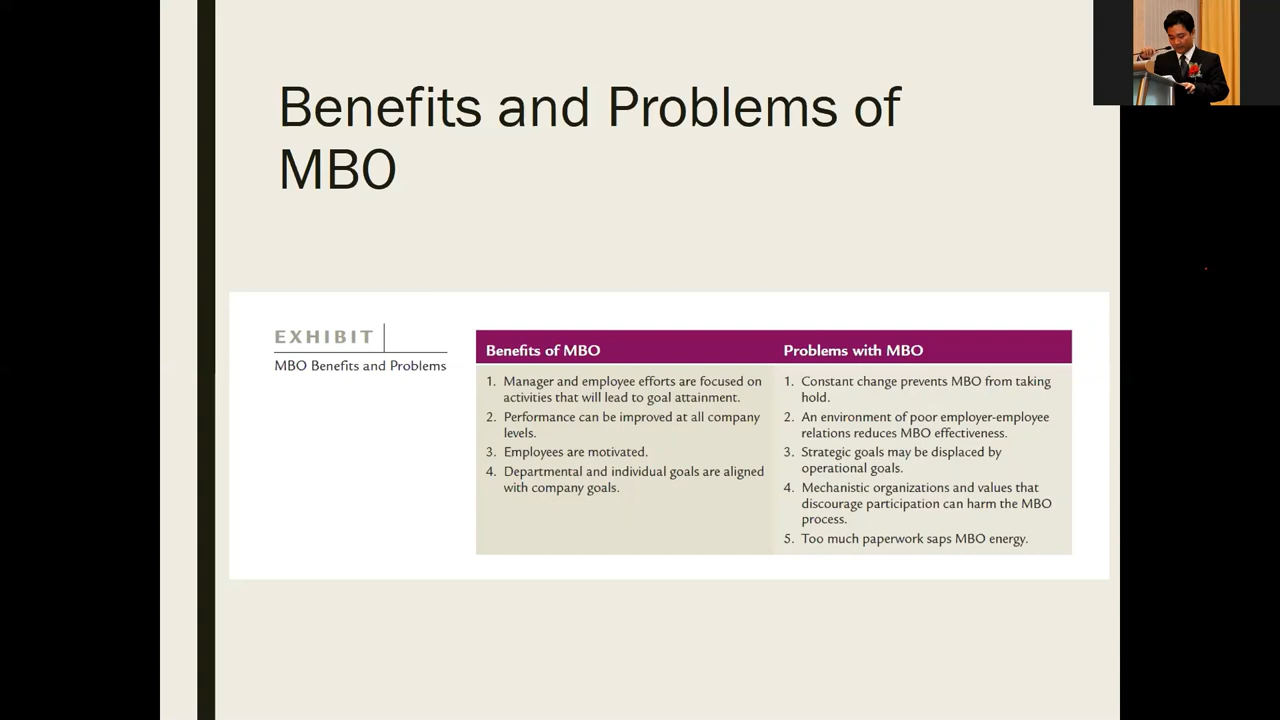 Benefits and Problems of
MBO
EXHIBIT
MBO Benefits and Problems
Benefits of MBO
1. Manager and employee efforts are focused on
activities that will lead to goal attainment.
2. Performance can be improved at all company
levels.
3. Employees are motivated.
4. Departmental and individual goals are aligned
with company goals.
Problems with MBO
1. Constant change prevents MBO from taking
hold.
2. An environment of poor employer-employee
relations reduces MBO effectiveness.
3. Strategic goals may be displaced by
operational goals.
4. Mechanistic organizations and values that
discourage participation can harm the MBO
process.
5. Too much paperwork saps MBO energy.